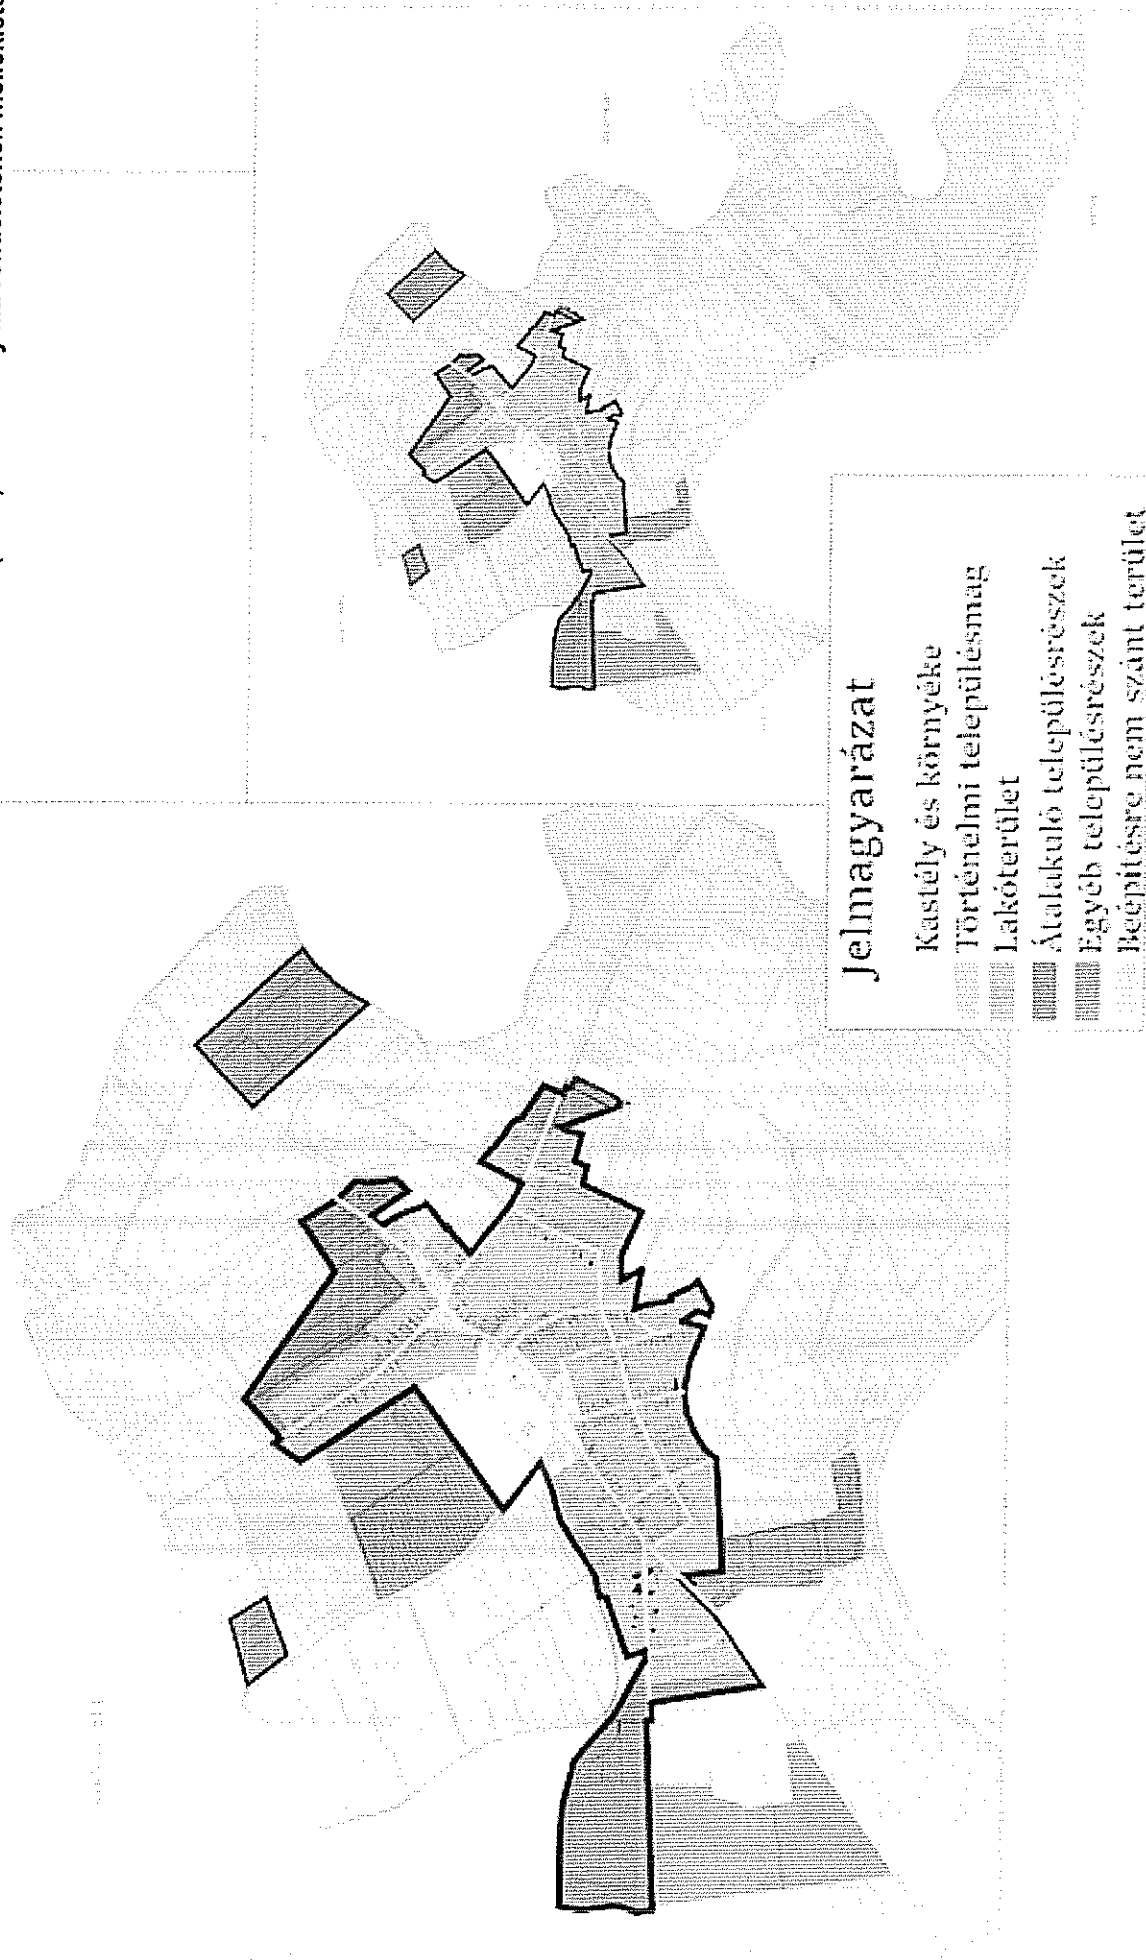 Jelmagyarázat
Kastély és környéke
Történelmi településmag
Lakóterület
Átalakuló településrészek
Egyéb településrészek
Beépítésre nem szánt terület